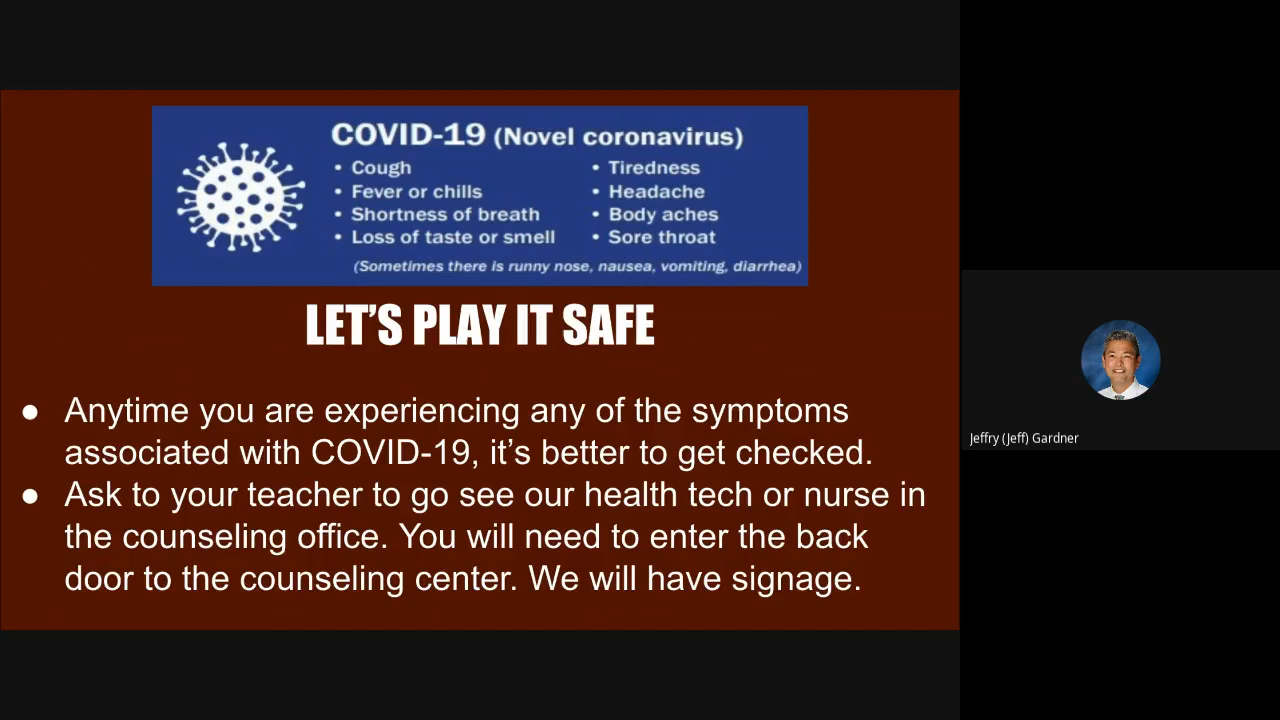 COVID-19 (Novel coronavirus)
• Cough
• Fever or chills
• Shortness of breath
• Loss of taste or smell
• Tiredness
• Headache
• Body aches
• Sore throat
(Sometimes there is runny nose, nausea, vomiting, diarrhea)
LET’S PLAY IT SAFE
● Anytime you are experiencing any of the symptoms
associated with COVID-19, it’s better to get checked.
● Ask to your teacher to go see our health tech or nurse in
the counseling office. You will need to enter the back
door to the counseling center. We will have signage.
Jeffry (Jeff) Gardner